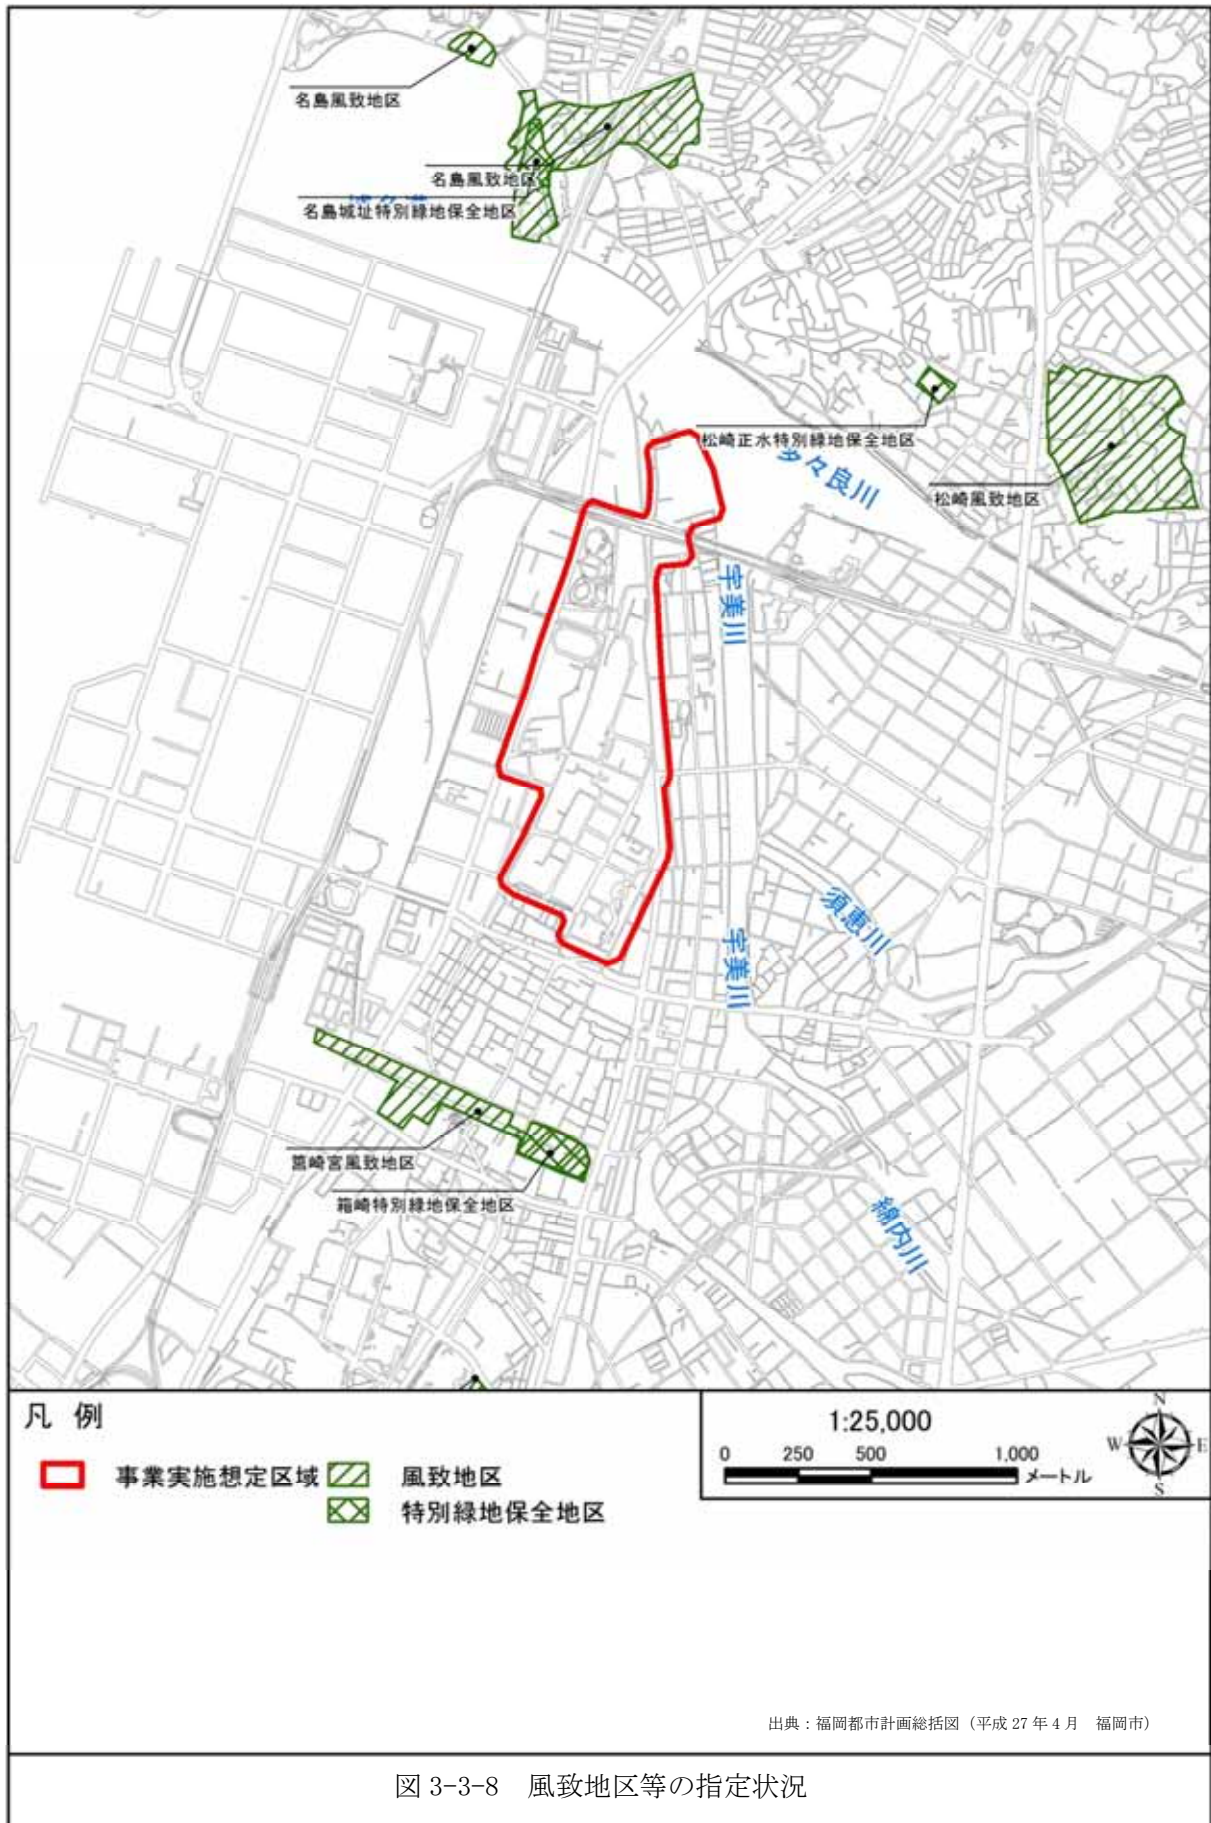 名島風致地区
名島風致地区
名島城址特別緑地保全地区
松崎正水特別緑地保全地区
多々良川
松崎風致地区
宇美川
須恵川
宇美川
筥崎宮風致地区
箱崎特別緑地保全地区
綿内川
凡 例
事業実施想定区域
風致地区
特別緑地保全地区
1:25,000
0 250 500 1,000
メートル
N
W E
S
出典：福岡都市計画総括図（平成 27 年 4 月 福岡市）
図 3-3-8 風致地区等の指定状況